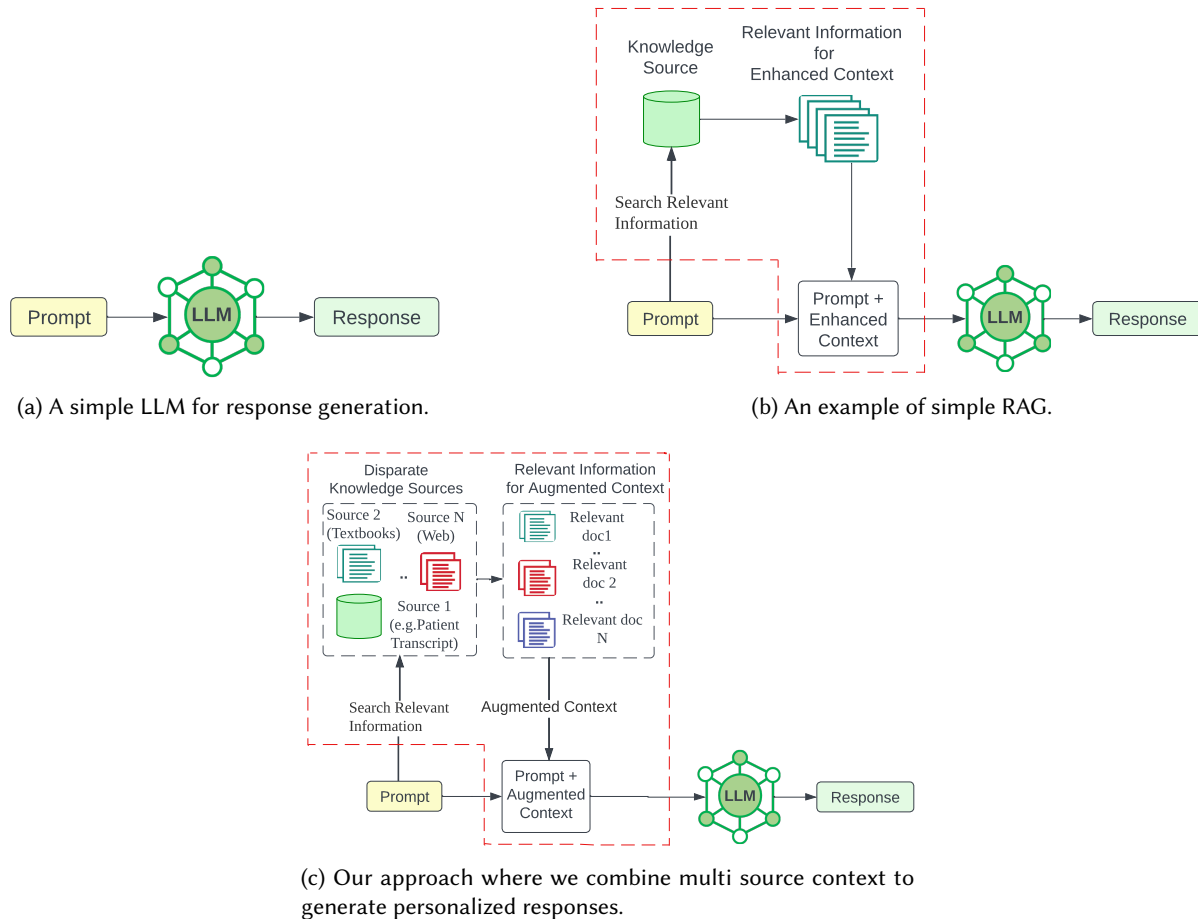 Prompt
LLM
Response
(a) A simple LLM for response generation.
Knowledge
Source
Relevant Information
for
Enhanced Context
Search Relevant
Information
Prompt
Prompt +
Enhanced
Context
LLM
Response
(b) An example of simple RAG.
Disparate
Knowledge Sources
Relevant Information
for Augmented Context
Source 2
(Textbooks)
Source N
(Web)
..
Source 1
(e.g.Patient
Transcript)
Relevant
doc1
..
Relevant
doc 2
..
Relevant doc
N
Search Relevant
Information
Augmented Context
Prompt
Prompt +
Augmented
Context
LLM
Response
(c) Our approach where we combine multi source context to
generate personalized responses.